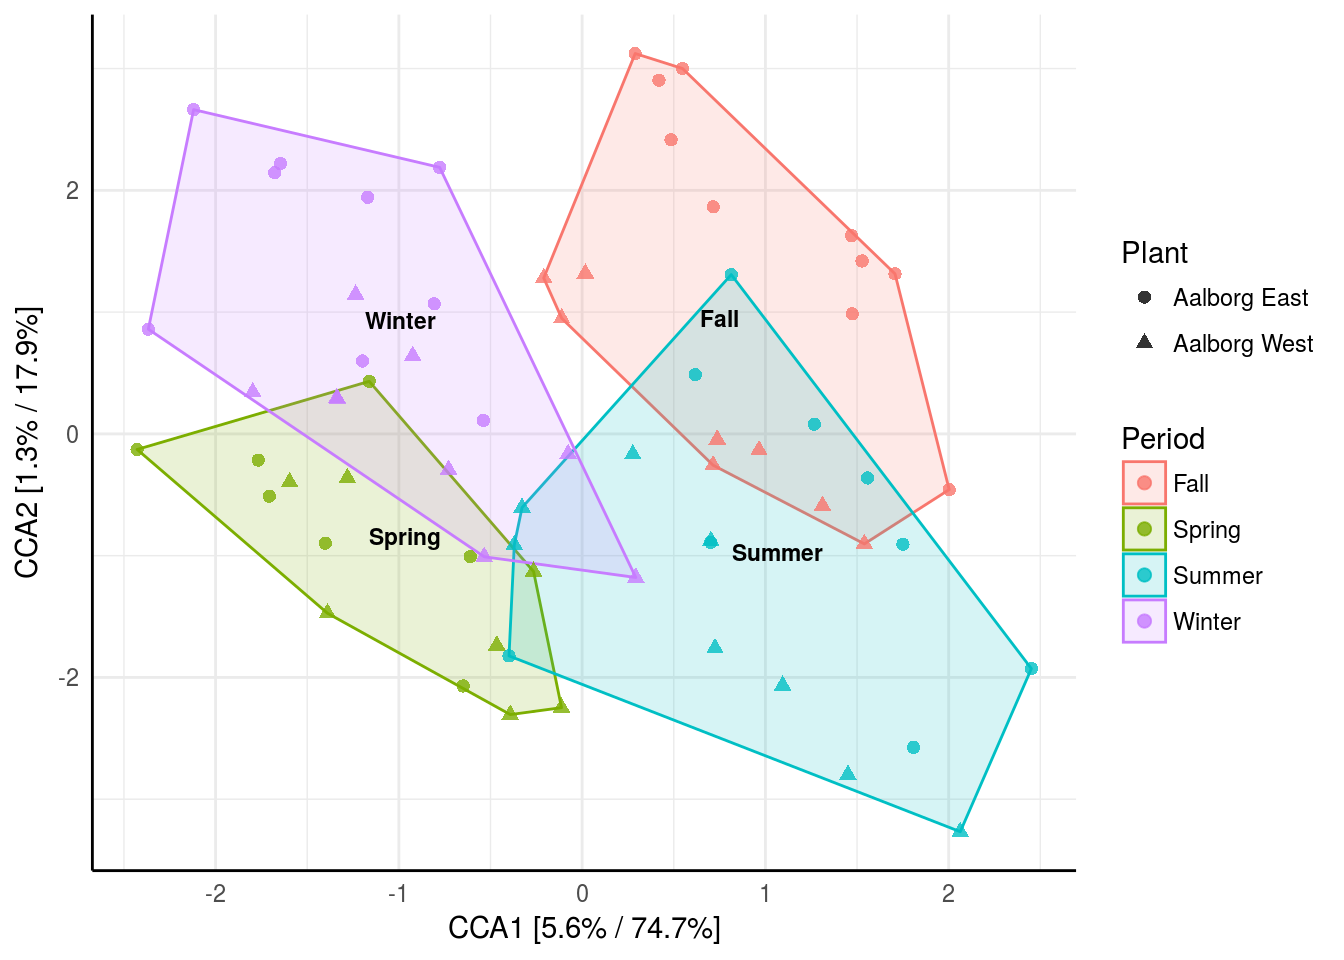 CCA2 [1.3% / 17.9%]
2
0
-2
Winter
Fall
Spring
Summer
-2
-1
0
1
2
CCA1 [5.6% / 74.7%]
Plant
Aalborg East
Aalborg West
Period
Fall
Spring
Summer
Winter